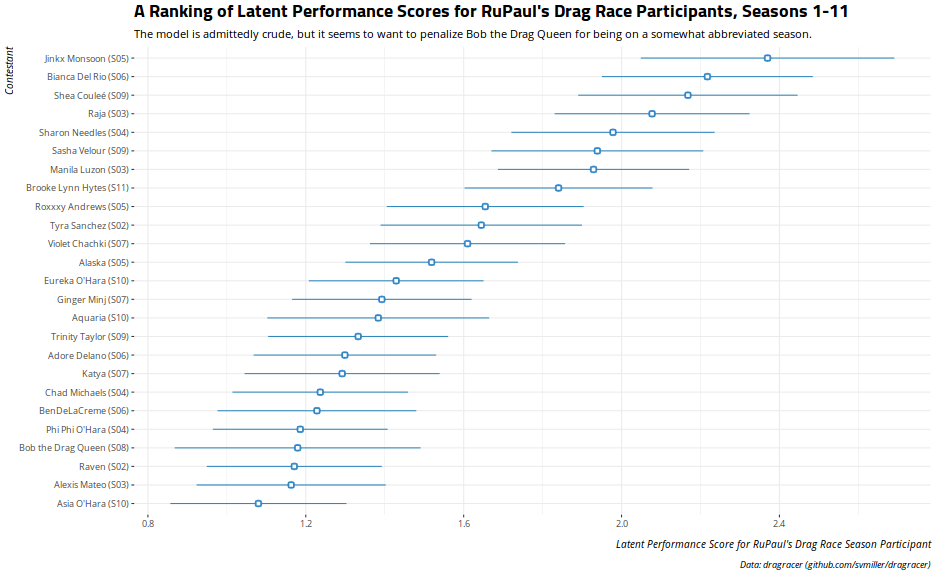 A Ranking of Latent Performance Scores for RuPaul's Drag Race Participants, Seasons 1-11
The model is admittedly crude, but it seems to want to penalize Bob the Drag Queen for being on a somewhat abbreviated season.
Contestant
Jinkx Monsoon (S05)
Bianca Del Rio (S06)
Shea Couleé (S09)
Raja (S03)
Sharon Needles (S04)
Sasha Velour (S09)
Manila Luzon (S03)
Brooke Lynn Hytes (S11)
Roxxxy Andrews (S05)
Tyra Sanchez (S02)
Violet Chachki (S07)
Alaska (S05)
Eureka O'Hara (S10)
Ginger Minj (S07)
Aquaria (S10)
Trinity Taylor (S09)
Adore Delano (S06)
Katya (S07)
Chad Michaels (S04)
BenDeLaCreme (S06)
Phi Phi O'Hara (S04)
Bob the Drag Queen (S08)
Raven (S02)
Alexis Mateo (S03)
Asia O'Hara (S10)
0.8 1.2 1.6 2.0 2.4
Latent Performance Score for RuPaul's Drag Race Season Participant
Data: dragracer (github.com/svmiller/dragracer)